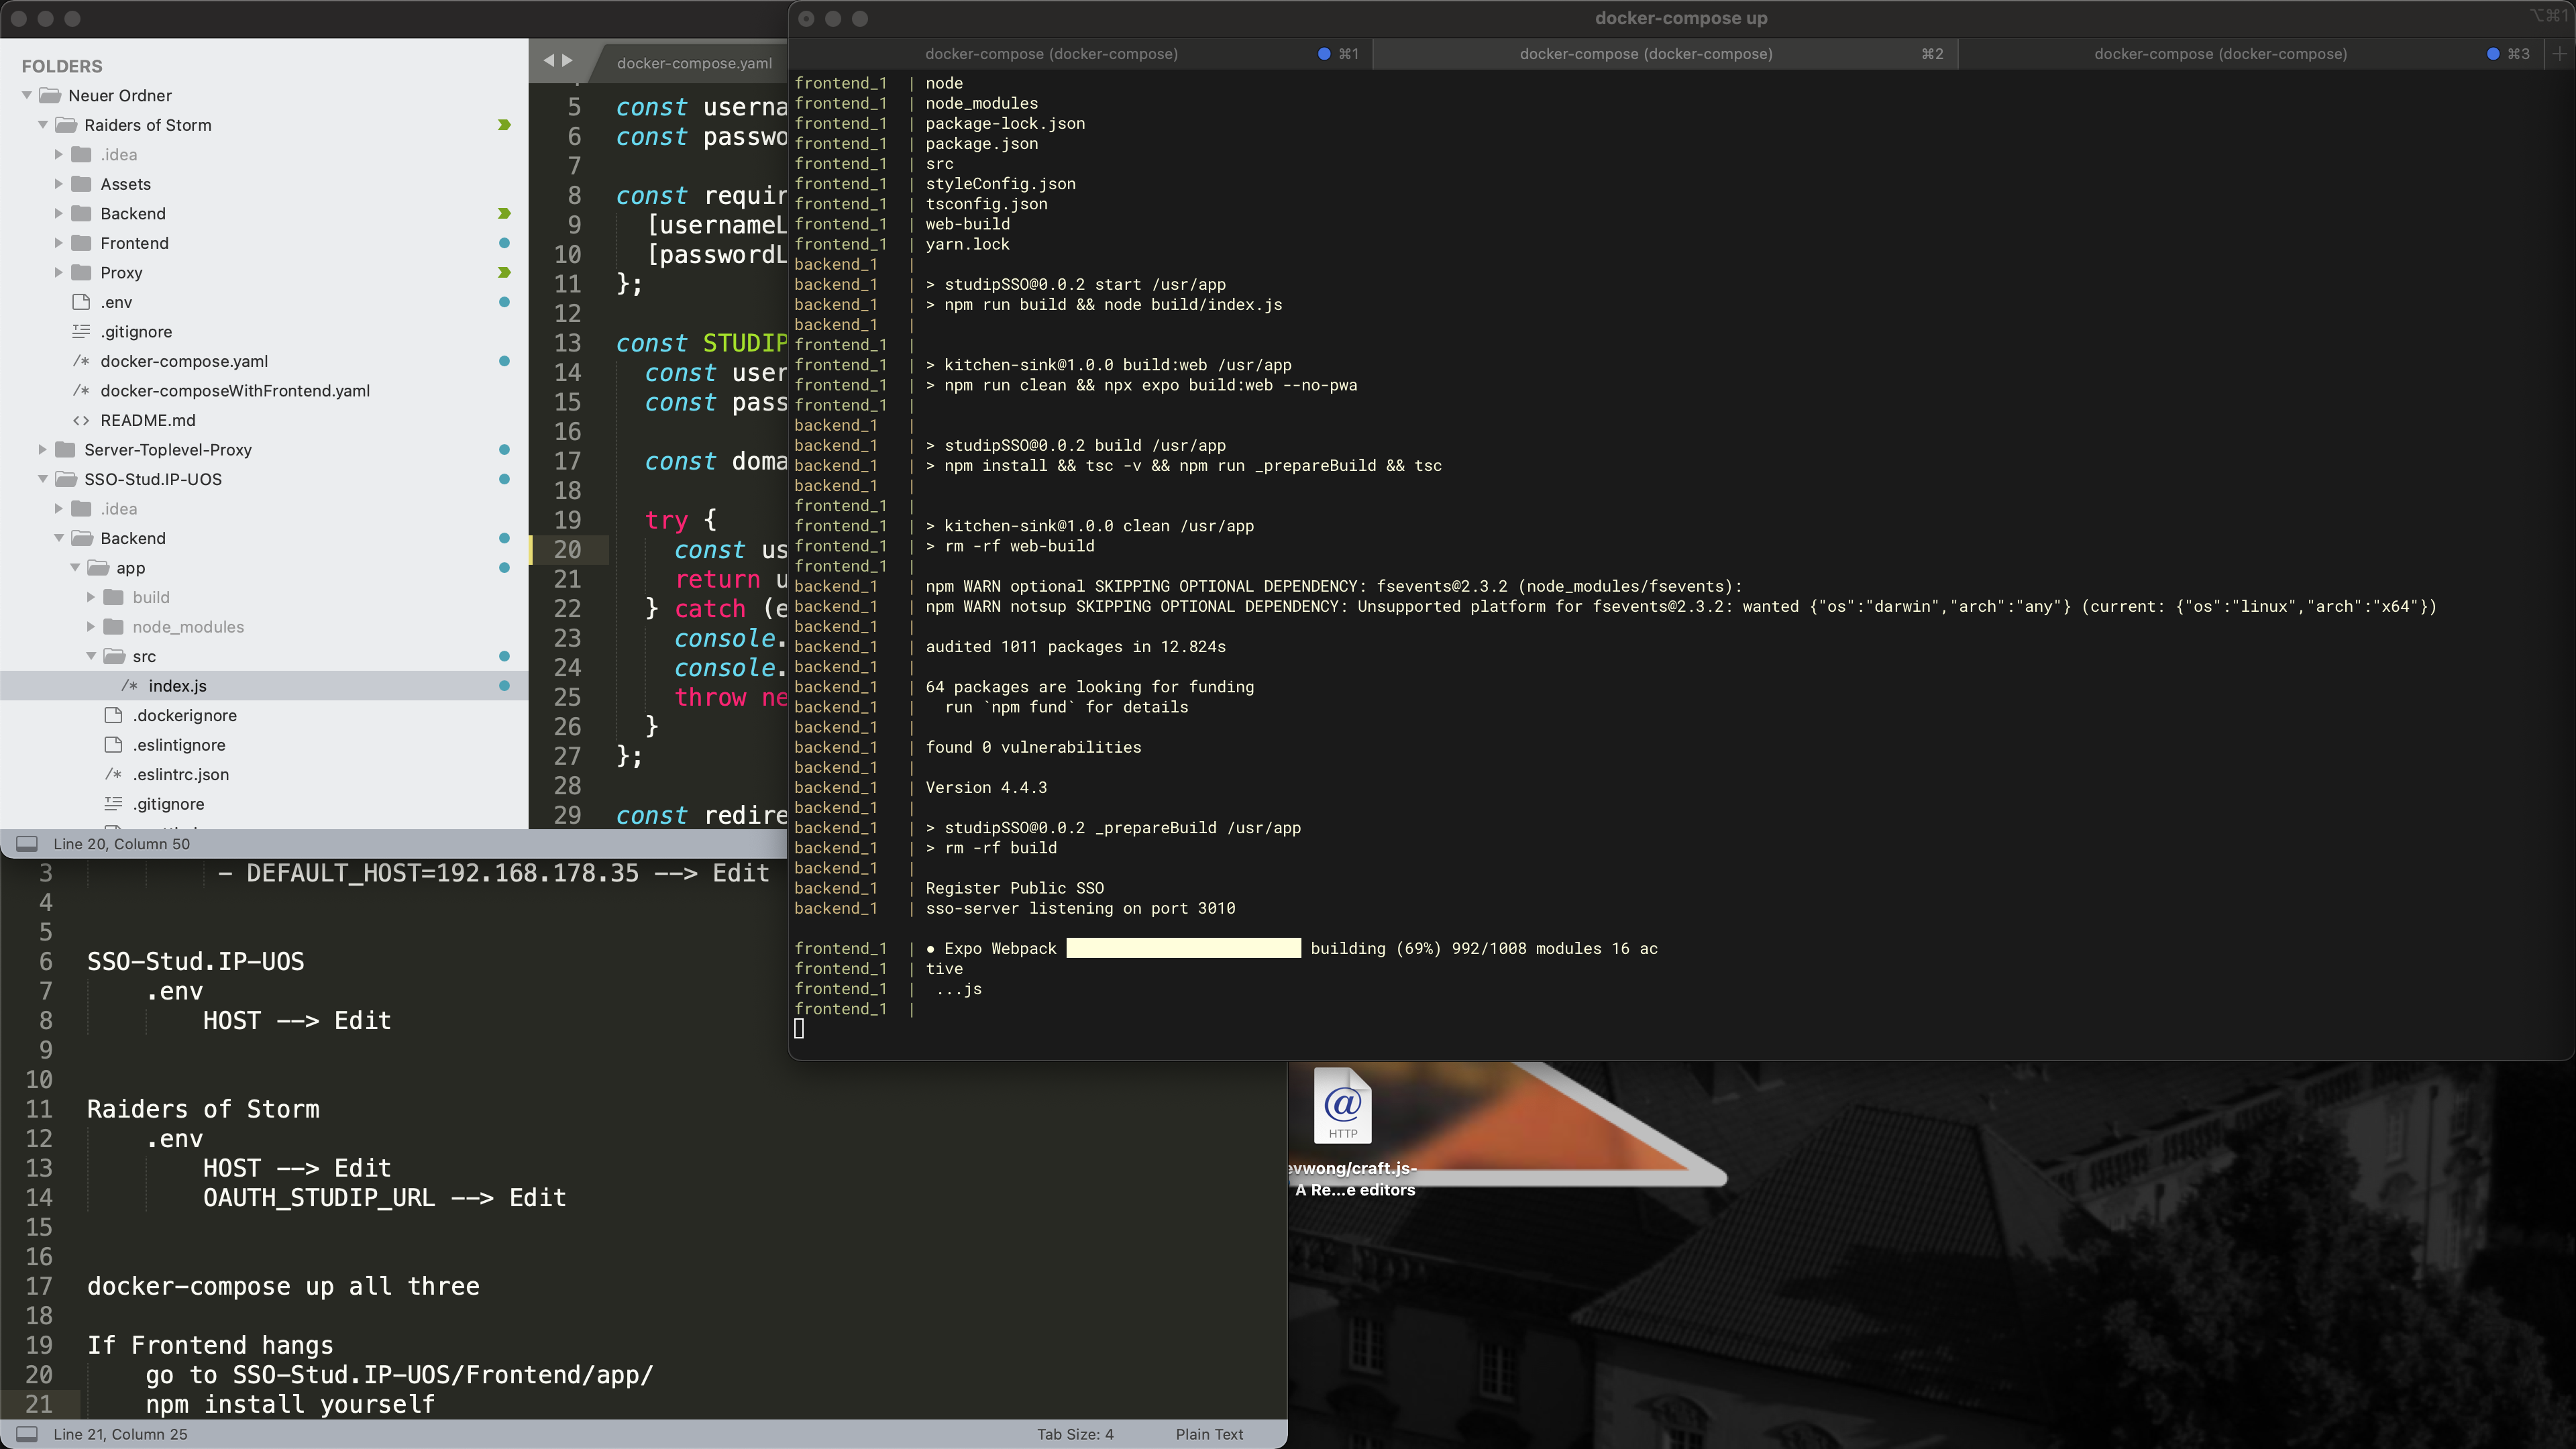 FOLDERS
Neuer Ordner
Raiders of Storm
.idea
Assets
Backend
Frontend
Proxy
.env
.gitignore
/* docker-compose.yaml
/* docker-composeWithFrontend.yaml
<> README.md
Server-Toplevel-Proxy
SSO-Stud.IP-UOS
.idea
Backend
app
build
node_modules
src
/* index.js
.dockerignore
.eslintignore
/* .eslintrc.json
.gitignore
Line 20, Column 50
docker-compose.yaml
5 const userna
6 const passwo
7
8 const requir
9 [usernameL
10 [passwordL
11 };
12
13 const STUDIP
14 const user
15 const pass
16
17 const doma
18
19 try {
20 const us
21 return u
22 } catch (e
23 console.
24 console.
25 throw ne
26 }
27 };
28
29 const redire
docker-compose up
⌥⌘1
docker-compose (docker-compose) ⌘1
docker-compose (docker-compose) ⌘2
docker-compose (docker-compose) ⌘3
frontend_1 | node
frontend_1 | node_modules
frontend_1 | package-lock.json
frontend_1 | package.json
frontend_1 | src
frontend_1 | styleConfig.json
frontend_1 | tsconfig.json
frontend_1 | web-build
frontend_1 | yarn.lock
backend_1 |
backend_1 | > studipSSO@0.0.2 start /usr/app
backend_1 | > npm run build && node build/index.js
backend_1 |
frontend_1 |
frontend_1 | > kitchen-sink@1.0.0 build:web /usr/app
frontend_1 | > npm run clean && npx expo build:web --no-pwa
frontend_1 |
backend_1 |
backend_1 | > studipSSO@0.0.2 build /usr/app
backend_1 | > npm install && tsc -v && npm run _prepareBuild && tsc
backend_1 |
frontend_1 |
frontend_1 | > kitchen-sink@1.0.0 clean /usr/app
frontend_1 | > rm -rf web-build
frontend_1 |
backend_1 | npm WARN optional SKIPPING OPTIONAL DEPENDENCY: fsevents@2.3.2 (node_modules/fsevents):
backend_1 | npm WARN notsup SKIPPING OPTIONAL DEPENDENCY: Unsupported platform for fsevents@2.3.2: wanted {"os":"darwin","arch":"any"} (current: {"os":"linux","arch":"x64"})
backend_1 |
backend_1 | audited 1011 packages in 12.824s
backend_1 |
backend_1 | 64 packages are looking for funding
backend_1 | run `npm fund` for details
backend_1 |
backend_1 | found 0 vulnerabilities
backend_1 |
backend_1 | Version 4.4.3
backend_1 |
backend_1 | > studipSSO@0.0.2 _prepareBuild /usr/app
backend_1 | > rm -rf build
backend_1 |
backend_1 | Register Public SSO
backend_1 | sso-server listening on port 3010
frontend_1 | ● Expo Webpack building (69%) 992/1008 modules 16 ac
frontend_1 | tive
frontend_1 | ...js
frontend_1 |
3 - DEFAULT_HOST=192.168.178.35 --> Edit
4
5
6 SSO-Stud.IP-UOS
7 .env
8 HOST --> Edit
9
10
11 Raiders of Storm
12 .env
13 HOST --> Edit
14 OAUTH_STUDIP_URL --> Edit
15
16
17 docker-compose up all three
18
19 If Frontend hangs
20 go to SSO-Stud.IP-UOS/Frontend/app/
21 npm install yourself
Line 21, Column 25
Tab Size: 4
Plain Text
@
HTTP
evwong/craft.js-
A Re...e editors